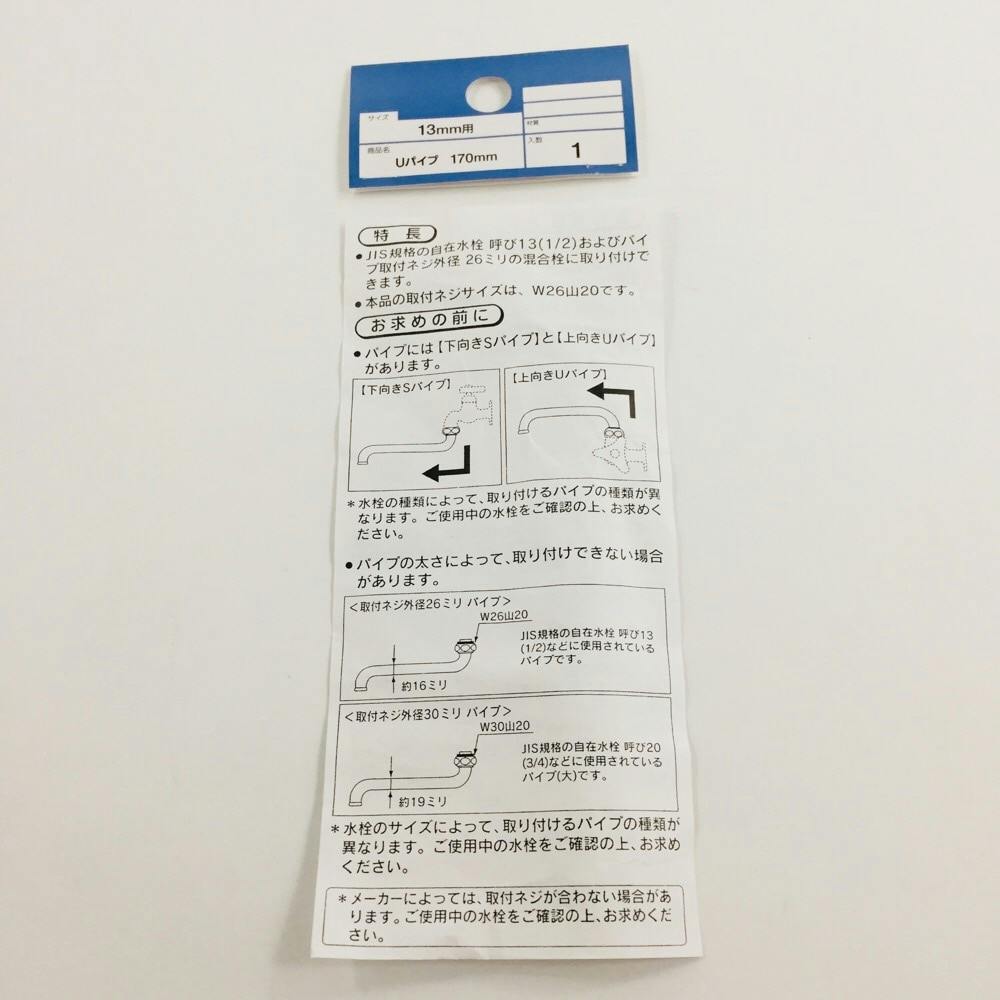 サイズ
13mm用
商品名
Uパイプ 170mm
材質
入数
1
特長
●JIS規格の自在水栓 呼び13(1/2)およびパイ
プ取付ネジ外径 26ミリの混合栓に取り付けで
きます。
●本品の取付ネジサイズは、W26山20です。
お求めの前に
●パイプには【下向きSパイプ】と【上向きUパイプ】
があります。
【下向きSパイプ】
【上向きUパイプ】
＊水栓の種類によって、取り付けるパイプの種類が異
なります。ご使用中の水栓をご確認の上、お求めく
ださい。
●パイプの太さによって、取り付けできない場合
があります。
＜取付ネジ外径26ミリ パイプ＞
W26山20
JIS規格の自在水栓 呼び13
(1/2)などに使用されている
パイプです。
約16ミリ
＜取付ネジ外径30ミリ パイプ＞
W30山20
JIS規格の自在水栓 呼び20
(3/4)などに使用されている
パイプ(大)です。
約19ミリ
＊水栓のサイズによって、取り付けるパイプの種類が
異なります。ご使用中の水栓をご確認の上、お求め
ください。
＊メーカーによっては、取付ネジが合わない場合があ
ります。ご使用中の水栓をご確認の上、お求めくだ
さい。